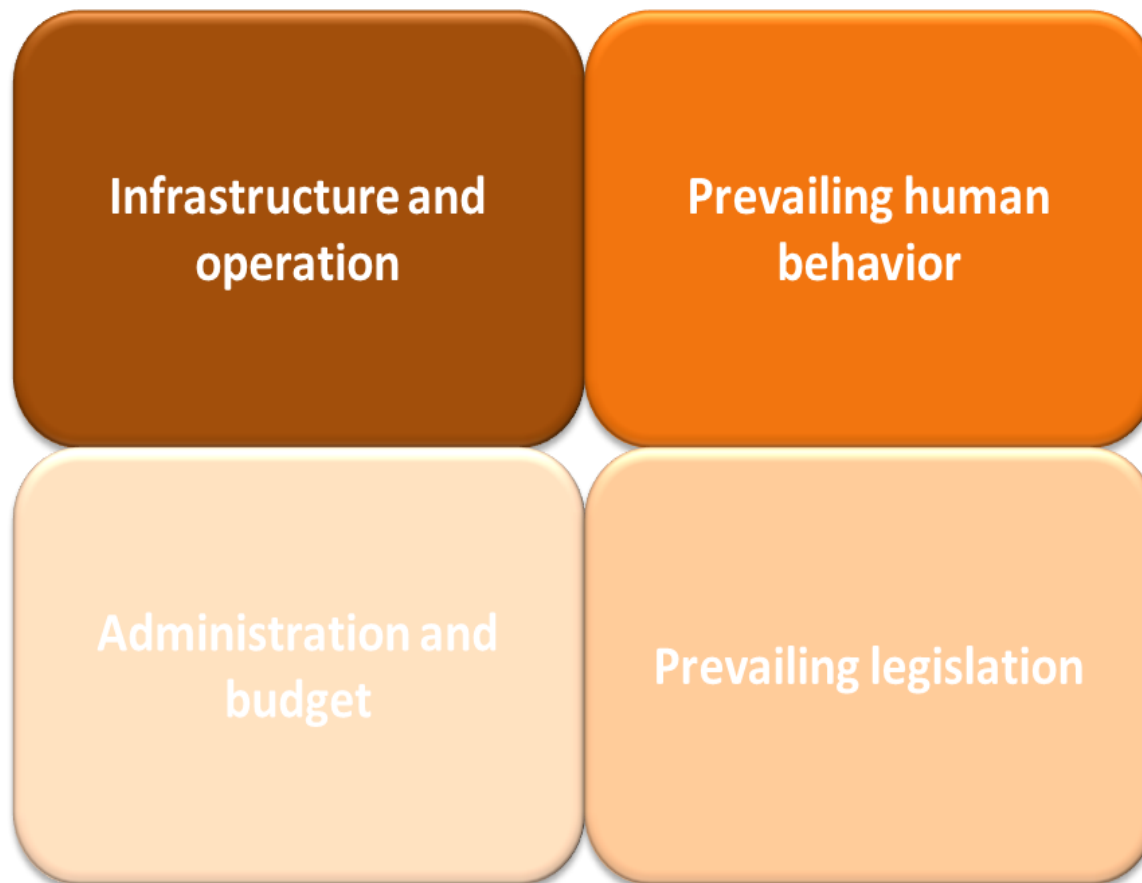 Infrastructure and
operation
Prevailing human
behavior
Administration and
budget
Prevailing legislation